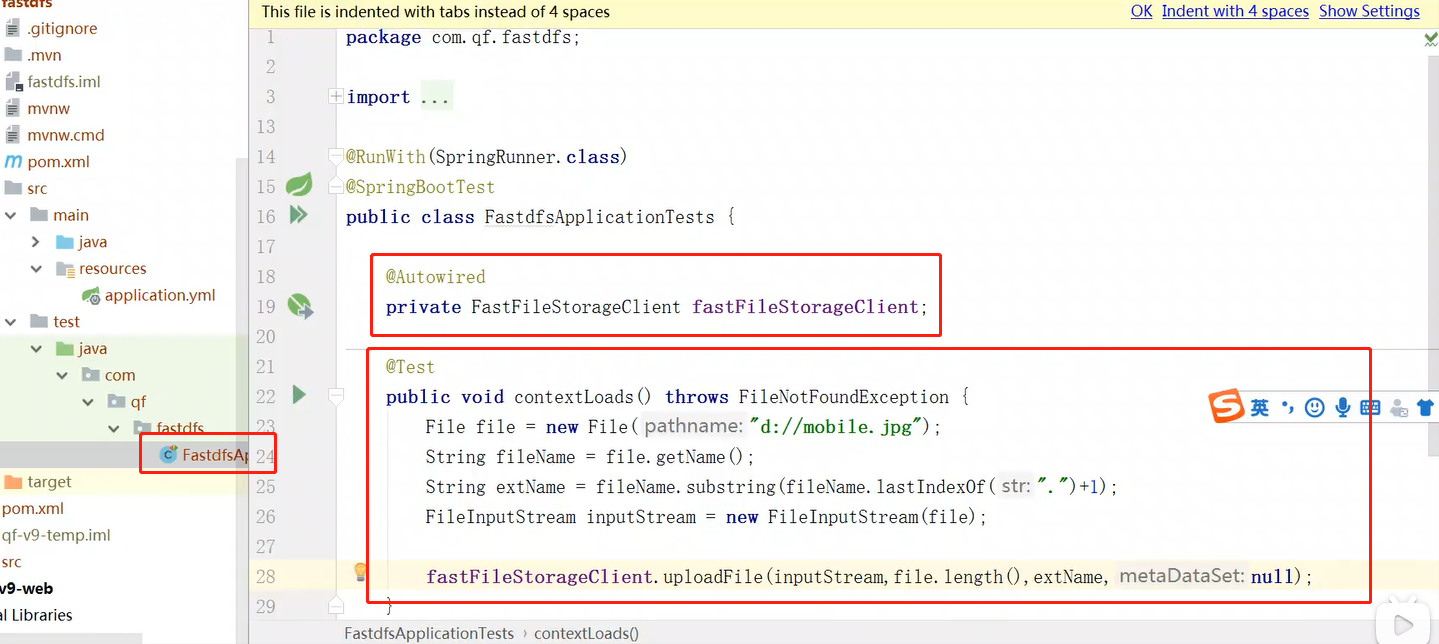 fastdfs
.gitignore
.mvn
fastdfs.iml
mvnw
mvnw.cmd
pom.xml
src
main
java
resources
application.yml
test
java
com
qf
fastdfs
FastdfsAp
target
pom.xml
qf-v9-temp.iml
src
v9-web
al Libraries
This file is indented with tabs instead of 4 spaces
OK Indent with 4 spaces Show Settings
1 package com.qf.fastdfs;
2
3 import ...
13
14 @RunWith(SpringRunner.class)
15 @SpringBootTest
16 public class FastdfsApplicationTests {
17
18 @Autowired
19 private FastFileStorageClient fastFileStorageClient;
20
21 @Test
22 public void contextLoads() throws FileNotFoundException {
23 File file = new File( pathname: "d://mobile.jpg");
24 String fileName = file.getName();
25 String extName = fileName.substring(fileName.lastIndexOf( str: ".")+1);
26 FileInputStream inputStream = new FileInputStream(file);
27
28 fastFileStorageClient.uploadFile(inputStream,file.length(),extName, metaDataSet: null);
29 }
英
FastdfsApplicationTests › contextLoads()